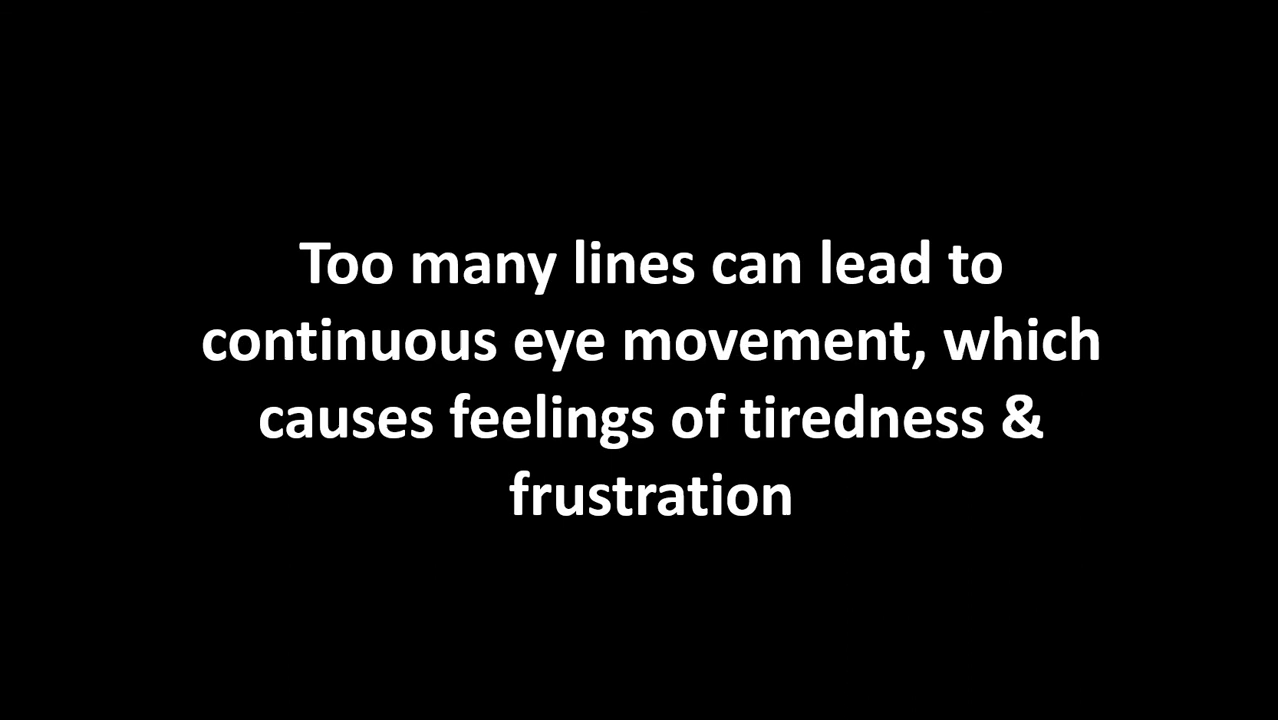 Too many lines can lead to
continuous eye movement, which
causes feelings of tiredness &
frustration